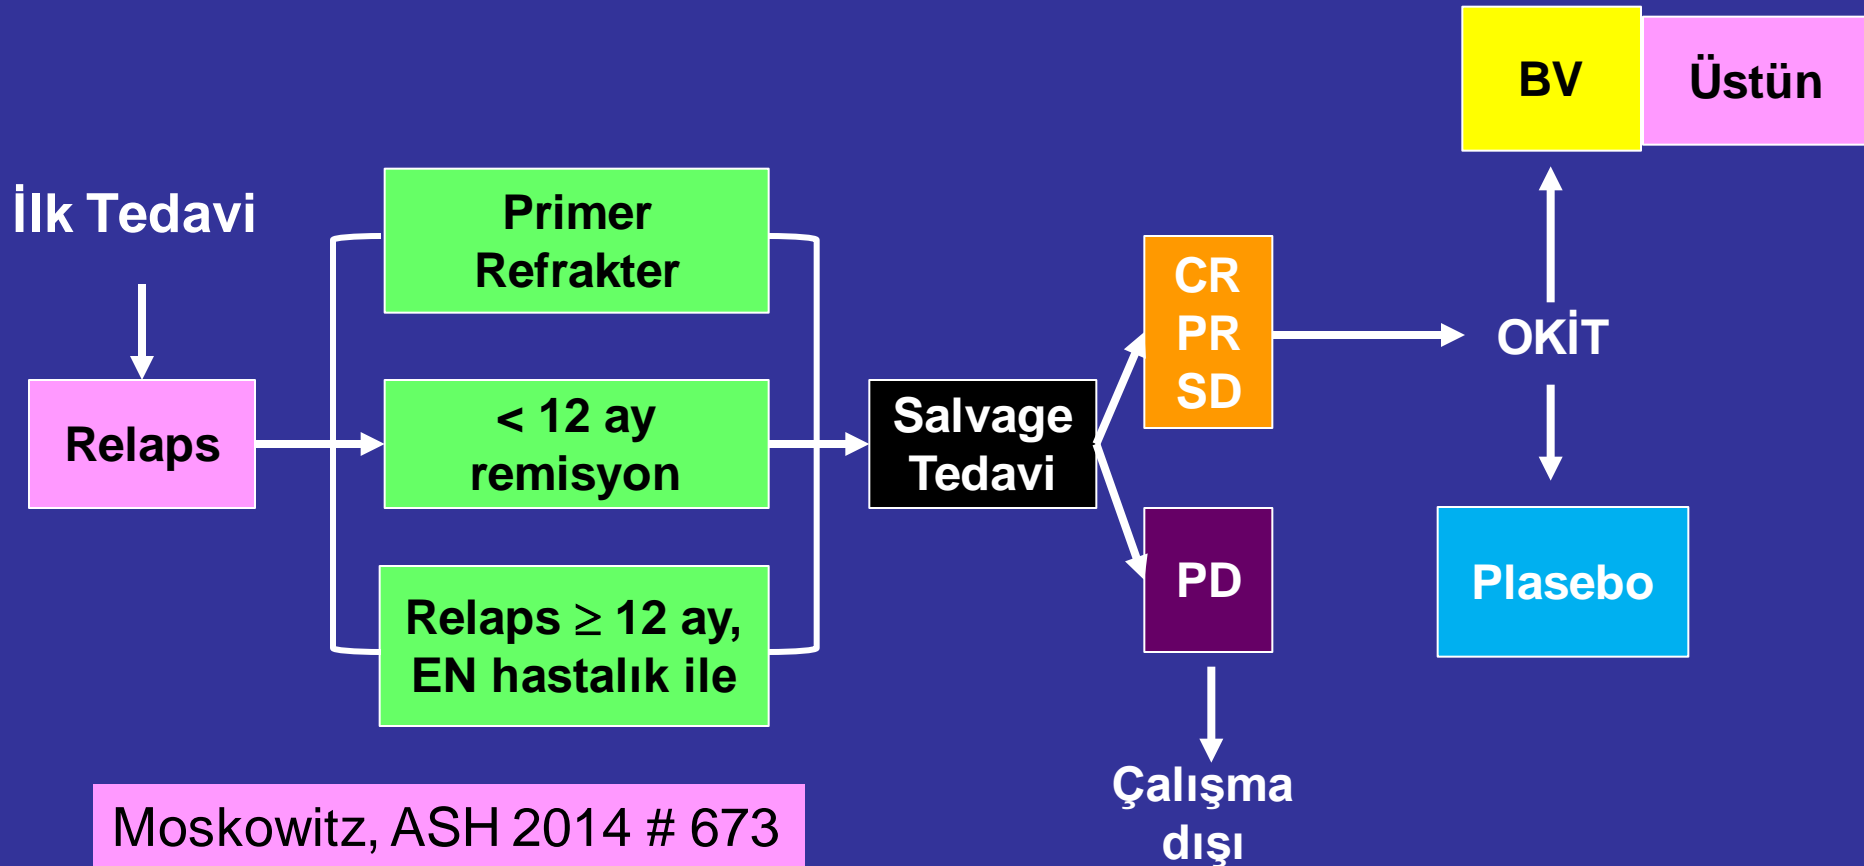 İlk Tedavi
Relaps
Primer
Refrakter
< 12 ay
remisyon
Relaps ≥ 12 ay,
EN hastalık ile
Salvage
Tedavi
CR
PR
SD
PD
Çalışma
dışı
OKİT
BV
Üstün
Plasebo
Moskowitz, ASH 2014 # 673